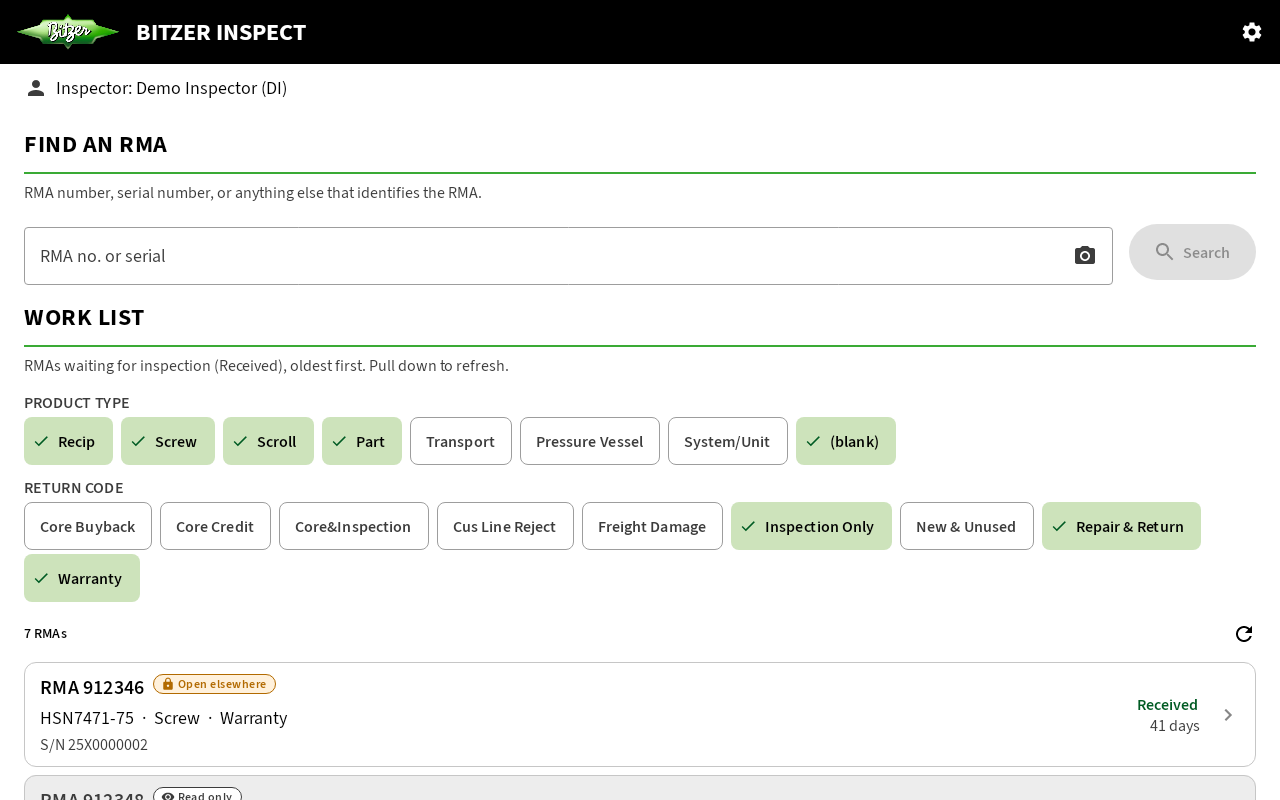 Bitzer BITZER INSPECT
Inspector: Demo Inspector (DI)
FIND AN RMA
RMA number, serial number, or anything else that identifies the RMA.
RMA no. or serial
Search
WORK LIST
RMAs waiting for inspection (Received), oldest first. Pull down to refresh.
PRODUCT TYPE
Recip Screw Scroll Part Transport Pressure Vessel System/Unit (blank)
RETURN CODE
Core Buyback Core Credit Core&Inspection Cus Line Reject Freight Damage Inspection Only New & Unused Repair & Return
Warranty
7 RMAs
RMA 912346 Open elsewhere
HSN7471-75 · Screw · Warranty
S/N 25X0000002
Received
41 days
RMA 912348 Read only